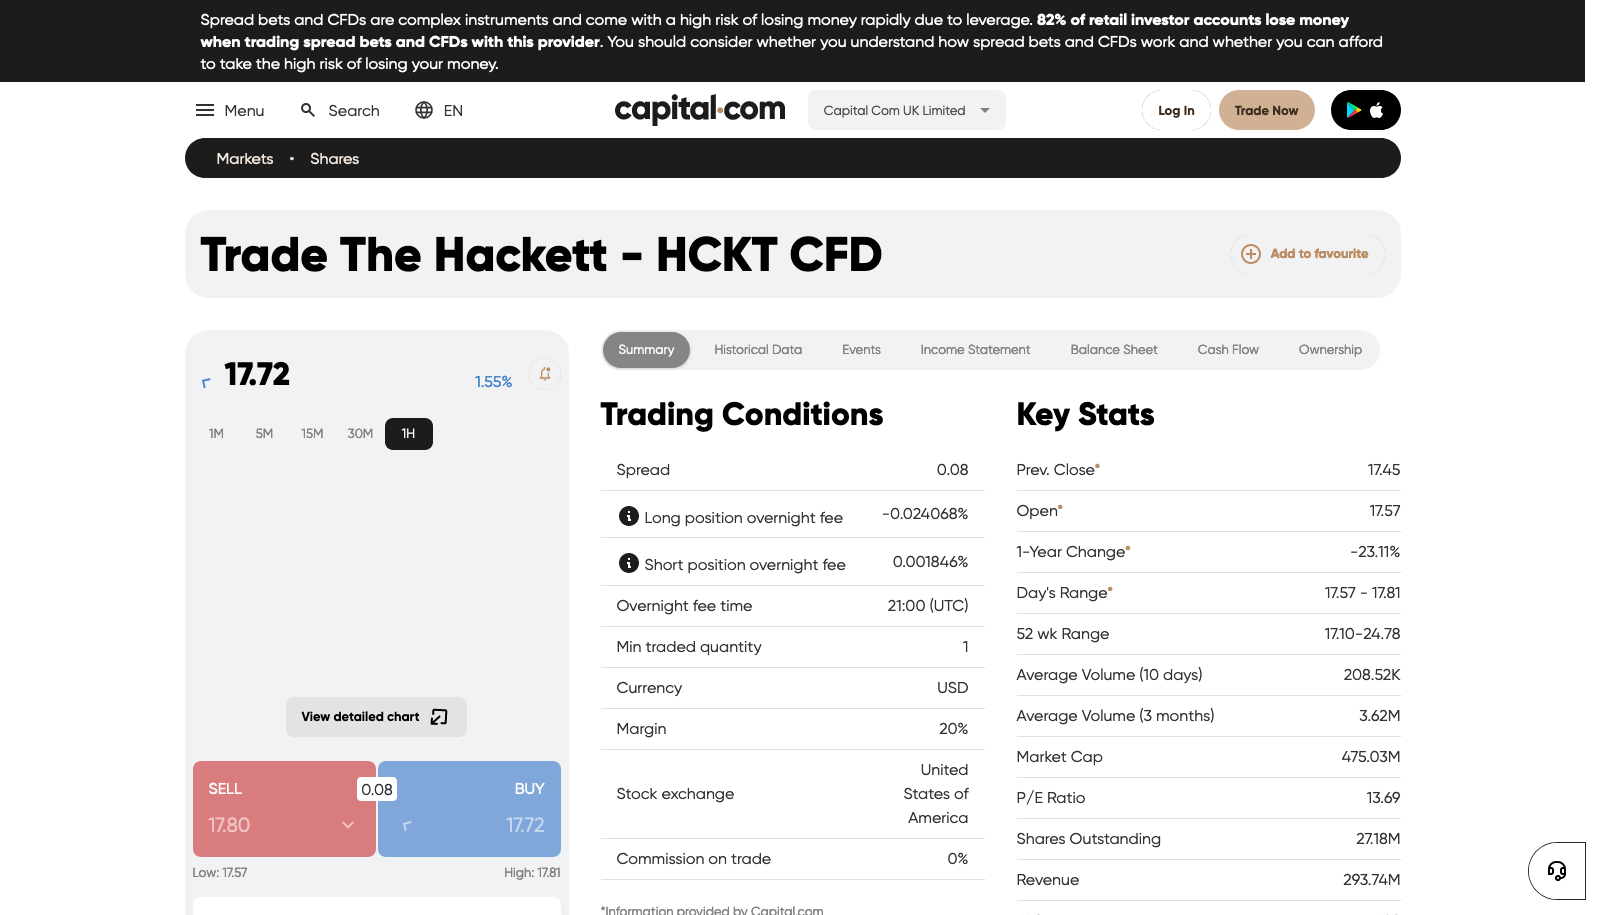 Spread bets and CFDs are complex instruments and come with a high risk of losing money rapidly due to leverage. 82% of retail investor accounts lose money
when trading spread bets and CFDs with this provider. You should consider whether you understand how spread bets and CFDs work and whether you can afford
to take the high risk of losing your money.
Menu Search EN capital.com Capital Com UK Limited Log In Trade Now
Markets • Shares
Trade The Hackett - HCKT CFD
Add to favourite
17.72 1.55%
1M 5M 15M 30M 1H
View detailed chart
SELL 0.08 BUY
17.80 17.72
Low: 17.57 High: 17.81
Summary Historical Data Events Income Statement Balance Sheet Cash Flow Ownership
Trading Conditions
Spread 0.08
Long position overnight fee -0.024068%
Short position overnight fee 0.001846%
Overnight fee time 21:00 (UTC)
Min traded quantity 1
Currency USD
Margin 20%
Stock exchange United
States of
America
Commission on trade 0%
*Information provided by Capital.com
Key Stats
Prev. Close* 17.45
Open* 17.57
1-Year Change* -23.11%
Day's Range* 17.57 - 17.81
52 wk Range 17.10-24.78
Average Volume (10 days) 208.52K
Average Volume (3 months) 3.62M
Market Cap 475.03M
P/E Ratio 13.69
Shares Outstanding 27.18M
Revenue 293.74M